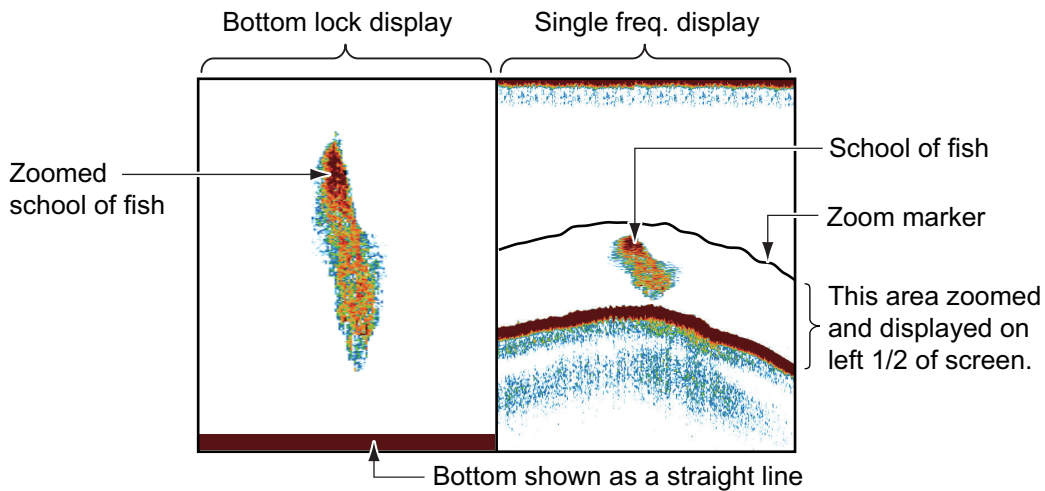 Bottom lock display
Single freq. display
Zoomed
school of fish
School of fish
Zoom marker
This area zoomed
and displayed on
left 1/2 of screen.
Bottom shown as a straight line